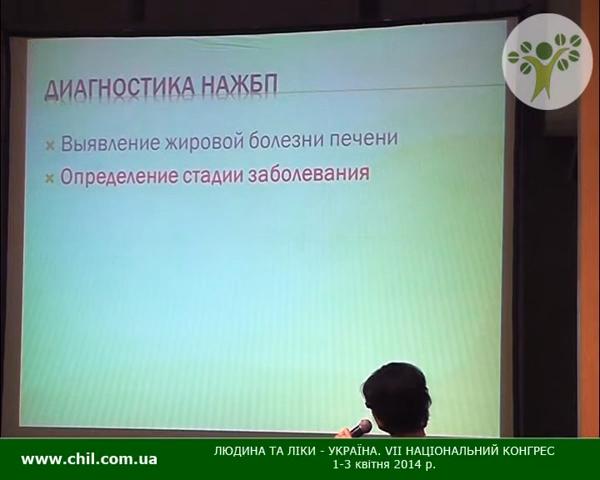 ДИАГНОСТИКА НАЖБП
Выявление жировой болезни печени
Определение стадии заболевания
www.chil.com.ua
ЛЮДИНА ТА ЛІКИ - УКРАЇНА. VII НАЦІОНАЛЬНИЙ КОНГРЕС
1-3 квітня 2014 р.